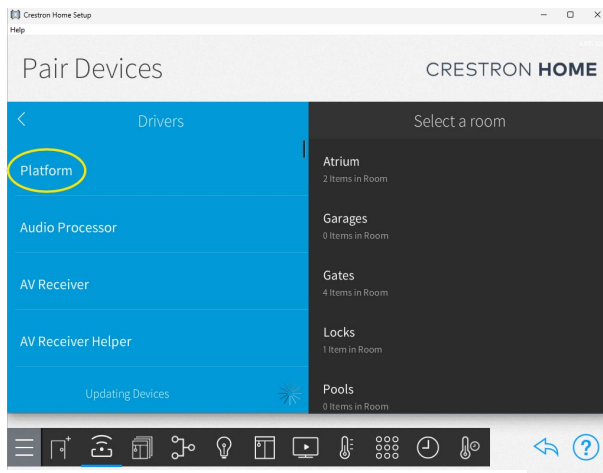 Crestron Home Setup
Help
Pair Devices
CRESTRON HOME
Drivers
Select a room
Platform
Audio Processor
AV Receiver
AV Receiver Helper
Updating Devices
Atrium
2 Items in Room
Garages
0 Items in Room
Gates
4 Items in Room
Locks
1 Item in Room
Pools
0 Items in Room
?